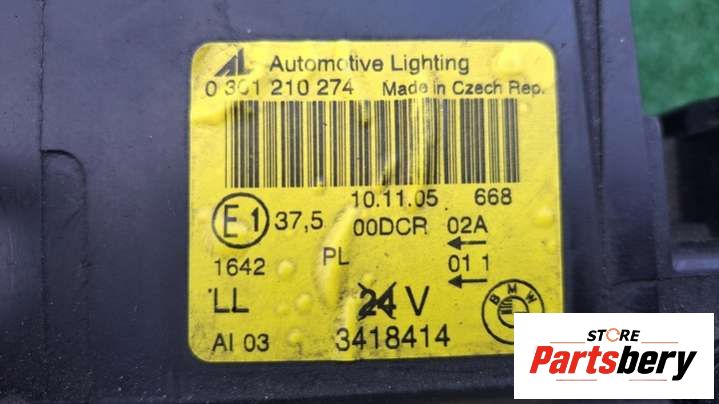 AL Automotive Lighting
0 301 210 274 Made in Czech Rep.
10.11.05 668
E1 37,5 00DCR 02A
1642 PL 01 1
LL 24 V BMW
AI 03 3418414
STORE
Partsbery